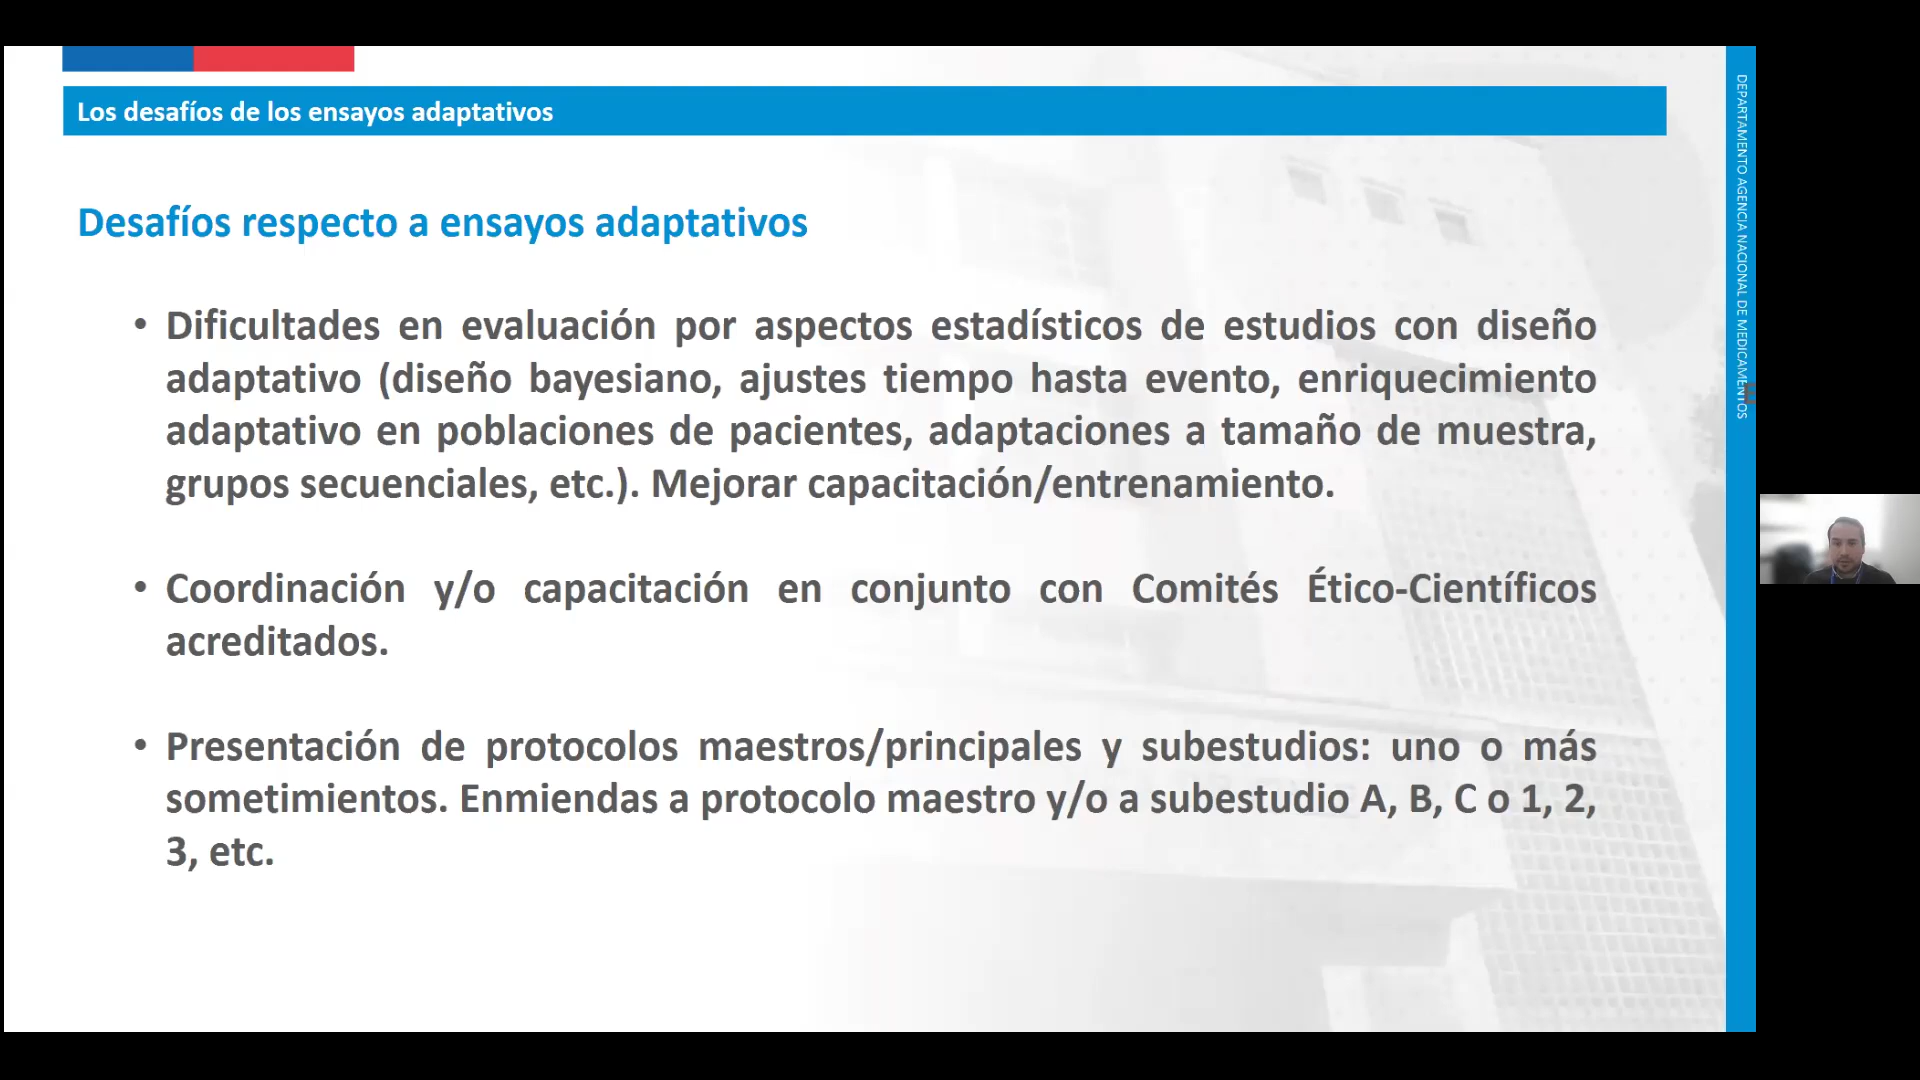 Los desafíos de los ensayos adaptativos
Desafíos respecto a ensayos adaptativos
• Dificultades en evaluación por aspectos estadísticos de estudios con diseño
adaptativo (diseño bayesiano, ajustes tiempo hasta evento, enriquecimiento
adaptativo en poblaciones de pacientes, adaptaciones a tamaño de muestra,
grupos secuenciales, etc.). Mejorar capacitación/entrenamiento.
• Coordinación y/o capacitación en conjunto con Comités Ético-Científicos
acreditados.
• Presentación de protocolos maestros/principales y subestudios: uno o más
sometimientos. Enmiendas a protocolo maestro y/o a subestudio A, B, C o 1, 2,
3, etc.
DEPARTAMENTO AGENCIA NACIONAL DE MEDICAMENTOS